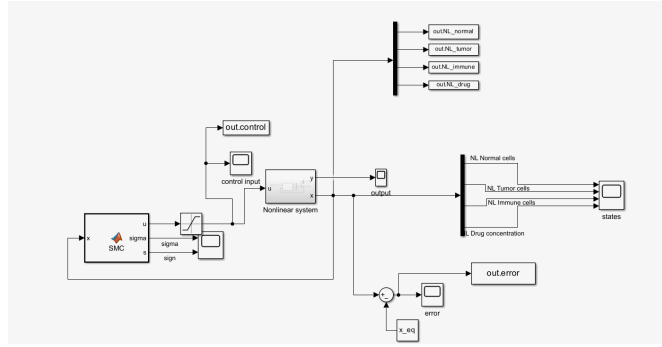 out.NL_normal
out.NL_tumor
out.NL_immune
out.NL_drug
out.control
control input
u
y
x
Nonlinear system
output
NL Normal cells
NL Tumor cells
NL Immune cells
L Drug concentration
states
x
SMC
u
sigma
s
sigma
sign
+
-
out.error
error
x_eq